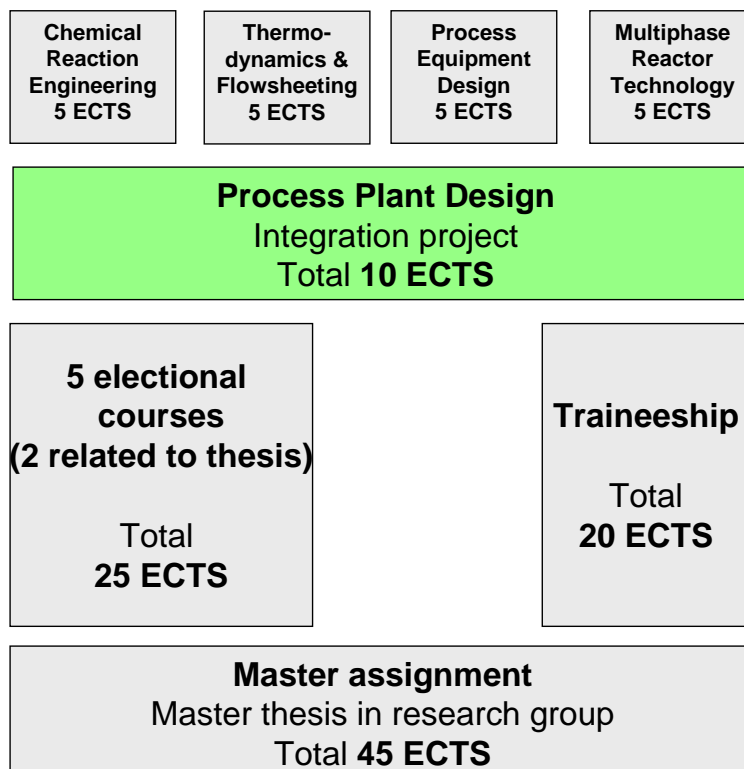 Chemical
Reaction
Engineering
5 ECTS
Thermo-
dynamics &
Flowsheeting
5 ECTS
Process
Equipment
Design
5 ECTS
Multiphase
Reactor
Technology
5 ECTS
Process Plant Design
Integration project
Total 10 ECTS
5 electional
courses
(2 related to thesis)
Total
25 ECTS
Traineeship
Total
20 ECTS
Master assignment
Master thesis in research group
Total 45 ECTS